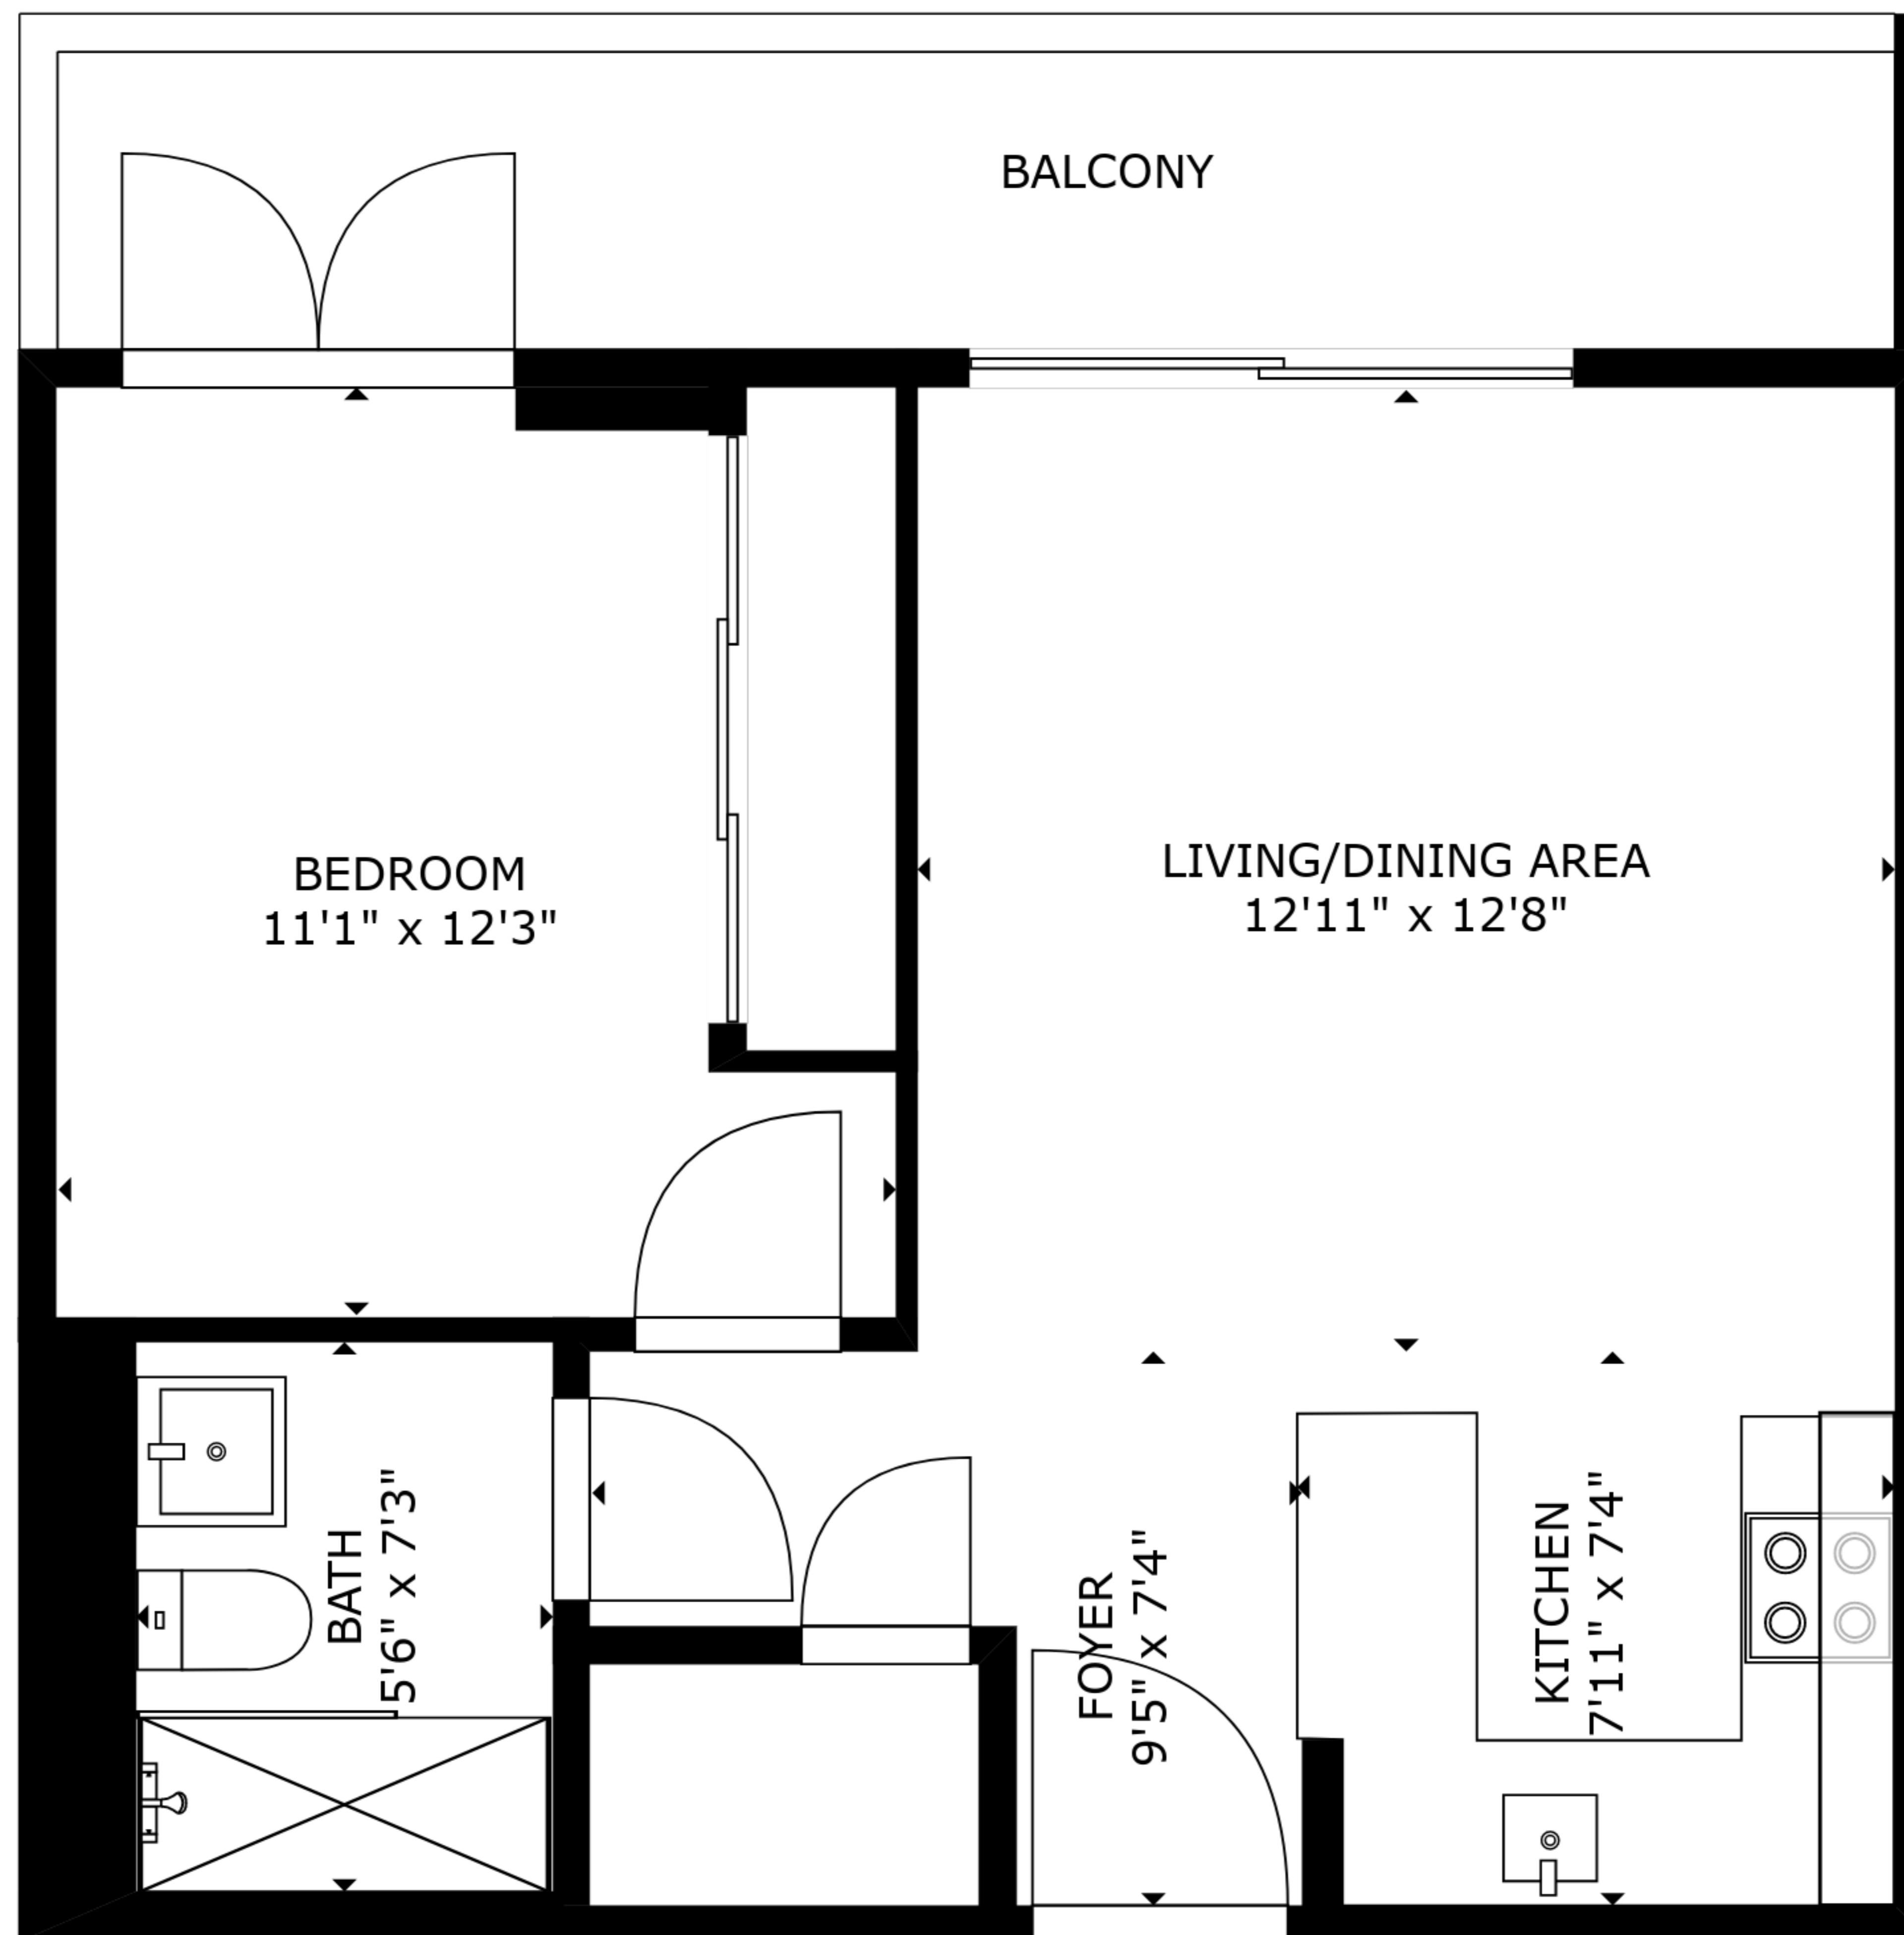 BALCONY
BEDROOM
11'1" x 12'3"
LIVING/DINING AREA
12'11" x 12'8"
BATH
5'6" x 7'3"
FOYER
9'5" x 7'4"
KITCHEN
7'11" x 7'4"